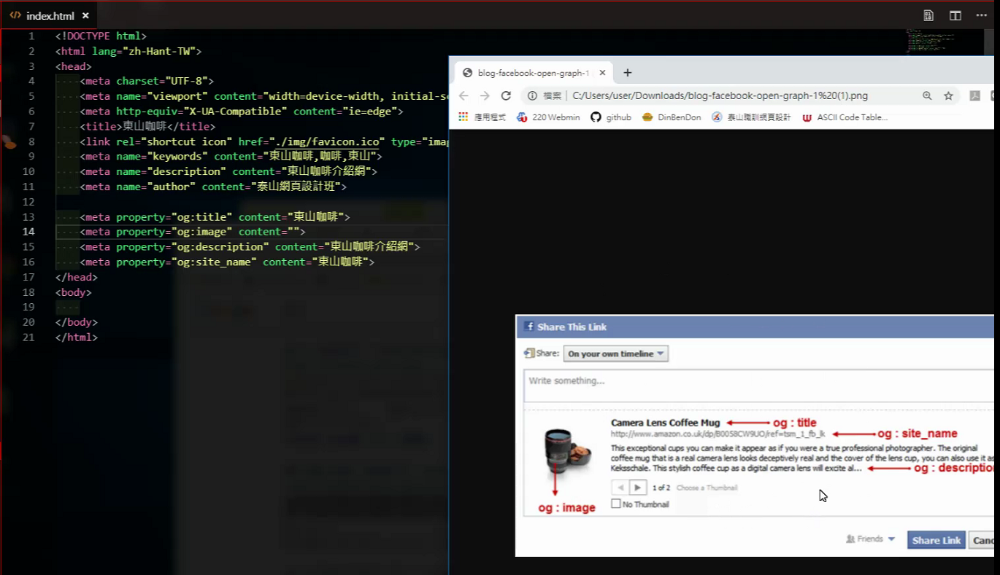 index.html
1 <!DOCTYPE html>
2 <html lang="zh-Hant-TW">
3 <head>
4 <meta charset="UTF-8">
5 <meta name="viewport" content="width=device-width, initial-sc
6 <meta http-equiv="X-UA-Compatible" content="ie=edge">
7 <title>東山咖啡</title>
8 <link rel="shortcut icon" href="./img/favicon.ico" type="imag
9 <meta name="keywords" content="東山咖啡,咖啡,東山">
10 <meta name="description" content="東山咖啡介紹網">
11 <meta name="author" content="泰山網頁設計班">
12
13 <meta property="og:title" content="東山咖啡">
14 <meta property="og:image" content="">
15 <meta property="og:description" content="東山咖啡介紹網">
16 <meta property="og:site_name" content="東山咖啡">
17 </head>
18 <body>
19
20 </body>
21 </html>
blog-facebook-open-graph-1
檔案 | C:/Users/user/Downloads/blog-facebook-open-graph-1%20(1).png
應用程式 220 Webmin github DinBenDon 泰山職訓網頁設計 ASCII Code Table...
Share This Link
Share: On your own timeline
Write something...
Camera Lens Coffee Mug og : title
http://www.amazon.co.uk/dp/B0058CW9UO/ref=tsm_1_fb_lk og : site_name
This exceptional cups you can make it appear as if you were a true professional photographer. The original
coffee mug that is a real camera lens looks deceptively real and the cover of the lens cup, you can also use it as
Keksschale. This stylish coffee cup as a digital camera lens will excite al... og : description
1 of 2 Choose a Thumbnail
No Thumbnail
og : image
Friends Share Link Canc